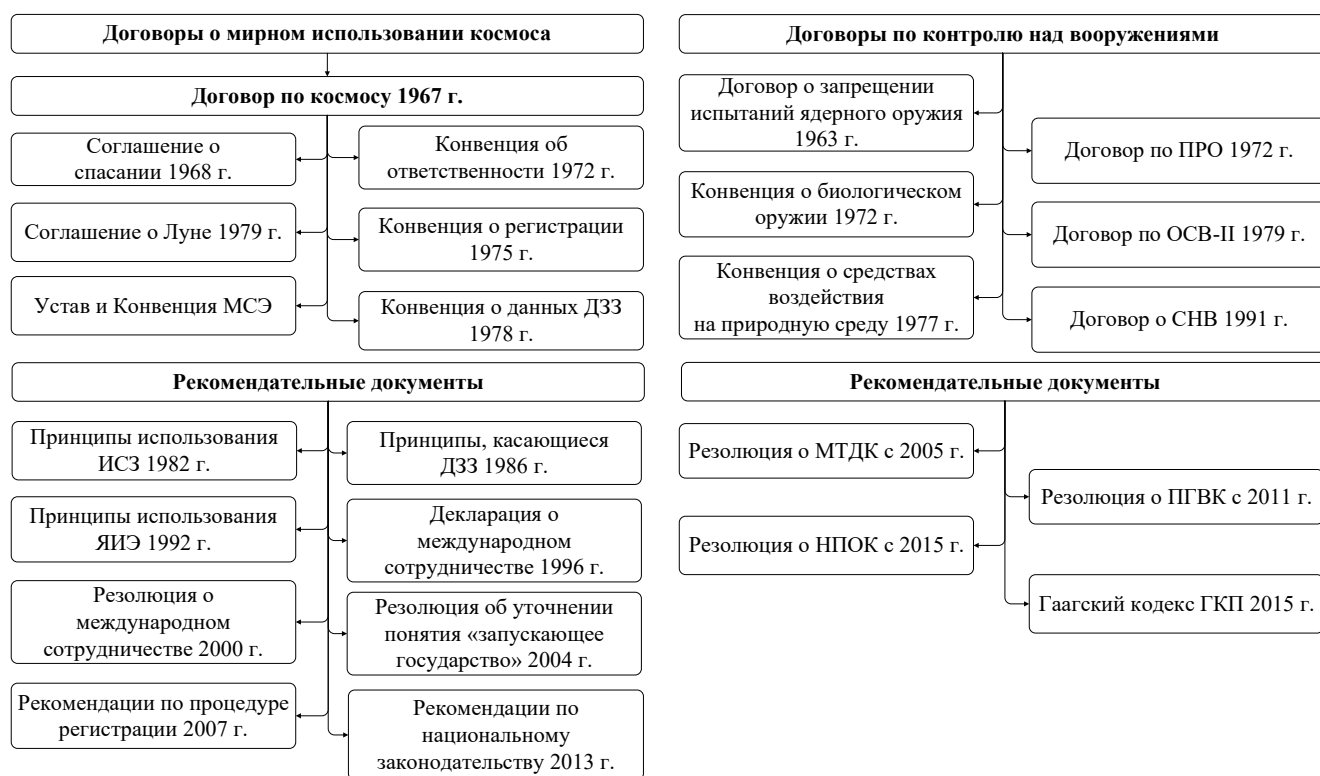 Договоры о мирном использовании космоса
Договор по космосу 1967 г.
Соглашение о
спасании 1968 г.
Конвенция об
ответственности 1972 г.
Соглашение о Луне 1979 г.
Конвенция о регистрации
1975 г.
Устав и Конвенция МСЭ
Конвенция о данных ДЗЗ
1978 г.
Рекомендательные документы
Принципы использования
ИСЗ 1982 г.
Принципы, касающиеся
ДЗЗ 1986 г.
Принципы использования
ЯИЭ 1992 г.
Декларация о
международном
сотрудничестве 1996 г.
Резолюция о
международном
сотрудничестве 2000 г.
Резолюция об уточнении
понятия «запускающее
государство» 2004 г.
Рекомендации по процедуре
регистрации 2007 г.
Рекомендации по
национальному
законодательству 2013 г.
Договоры по контролю над вооружениями
Договор о запрещении
испытаний ядерного оружия
1963 г.
Договор по ПРО 1972 г.
Конвенция о биологическом
оружии 1972 г.
Договор по ОСВ-II 1979 г.
Конвенция о средствах
воздействия
на природную среду 1977 г.
Договор о СНВ 1991 г.
Рекомендательные документы
Резолюция о МТДК с 2005 г.
Резолюция о ПГВК с 2011 г.
Резолюция о НПОК с 2015 г.
Гаагский кодекс ГКП 2015 г.